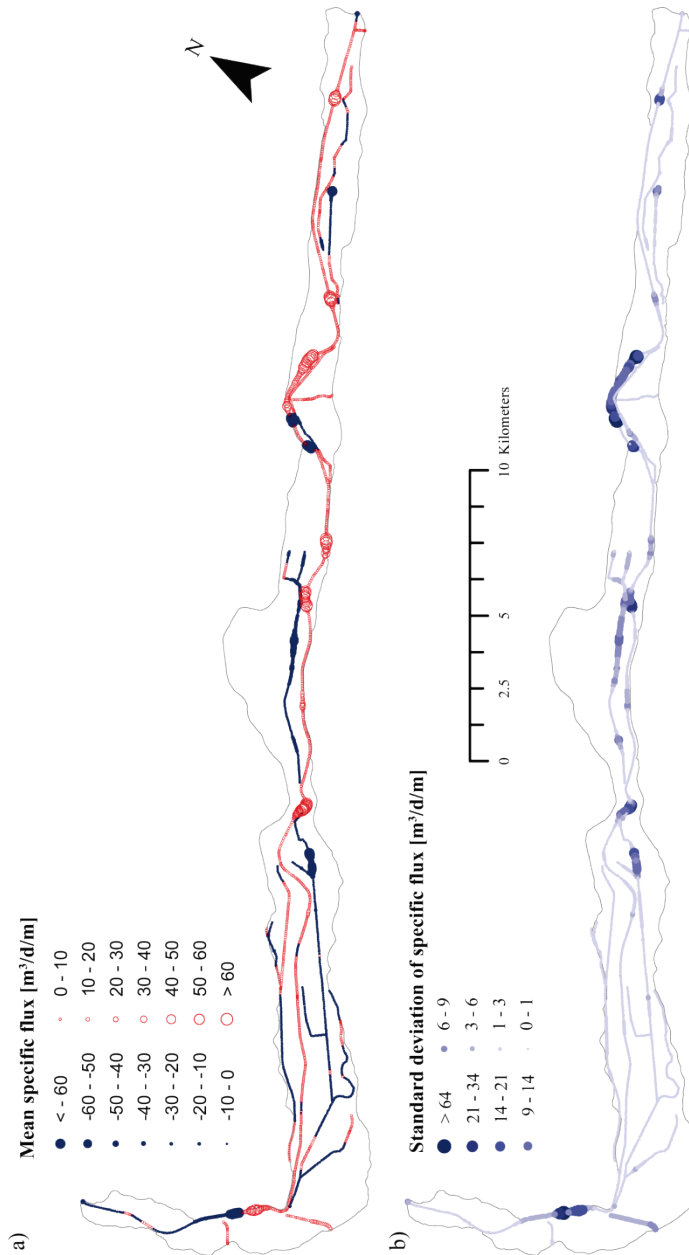 a)
Mean specific flux [m³/d/m]
< - 60
-60 - -50
-50 - -40
-40 - -30
-30 - -20
-20 - -10
-10 - 0
0 - 10
10 - 20
20 - 30
30 - 40
40 - 50
50 - 60
> 60
N
0
2.5
5
10 Kilometers
b)
Standard deviation of specific flux [m³/d/m]
> 64
21 - 34
14 - 21
9 - 14
6 - 9
3 - 6
1 - 3
0 - 1